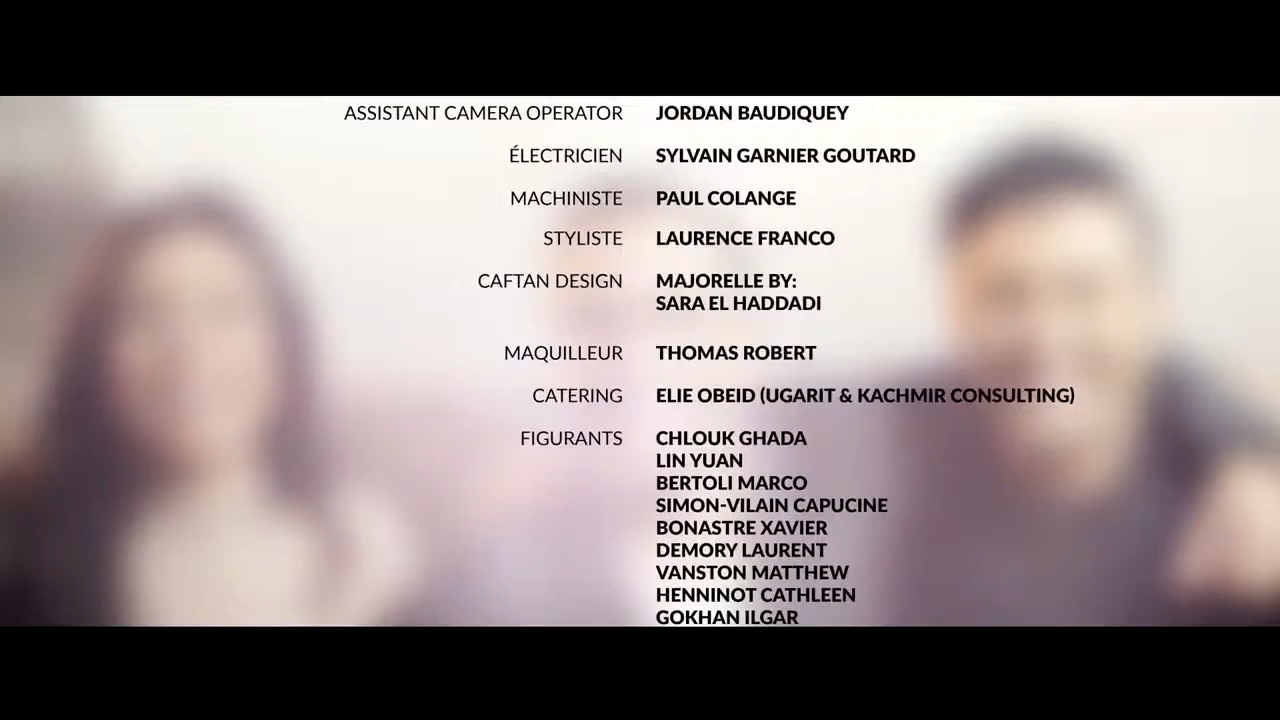 ASSISTANT CAMERA OPERATOR JORDAN BAUDIQUEY
ÉLECTRICIEN SYLVAIN GARNIER GOUTARD
MACHINISTE PAUL COLANGE
STYLISTE LAURENCE FRANCO
CAFTAN DESIGN MAJORELLE BY:
SARA EL HADDADI
MAQUILLEUR THOMAS ROBERT
CATERING ELIE OBEID (UGARIT & KACHMIR CONSULTING)
FIGURANTS CHLOUK GHADA
LIN YUAN
BERTOLI MARCO
SIMON-VILAIN CAPUCINE
BONASTRE XAVIER
DEMORY LAURENT
VANSTON MATTHEW
HENNINOT CATHLEEN
GOKHAN ILGAR